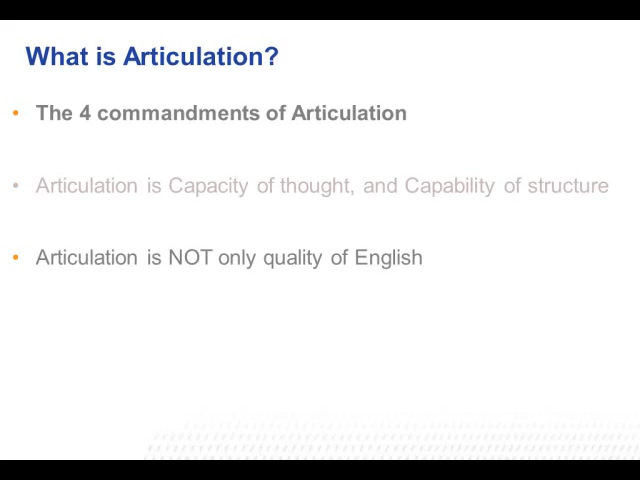 What is Articulation?
• The 4 commandments of Articulation
• Articulation is Capacity of thought, and Capability of structure
• Articulation is NOT only quality of English